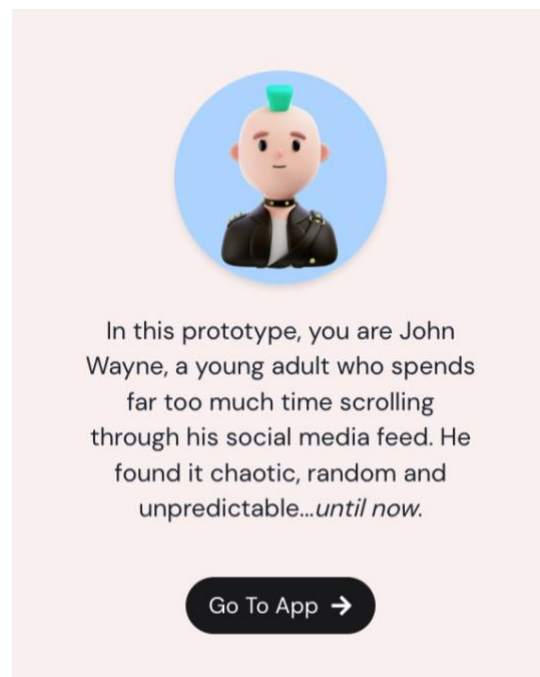 In this prototype, you are John
Wayne, a young adult who spends
far too much time scrolling
through his social media feed. He
found it chaotic, random and
unpredictable...until now.
Go To App →